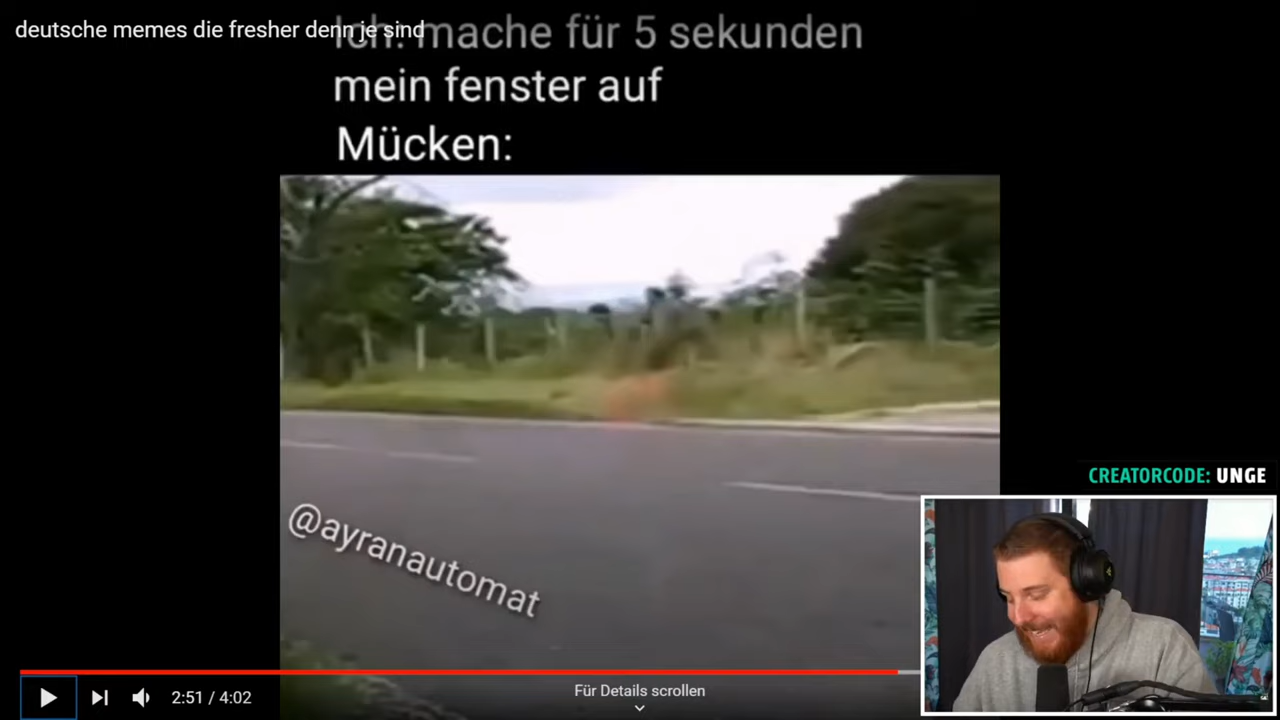 deutsche memes die fresher denn je sind
Ich: mache für 5 sekunden
mein fenster auf
Mücken:
@ayranautomat
CREATORCODE: UNGE
2:51 / 4:02
Für Details scrollen